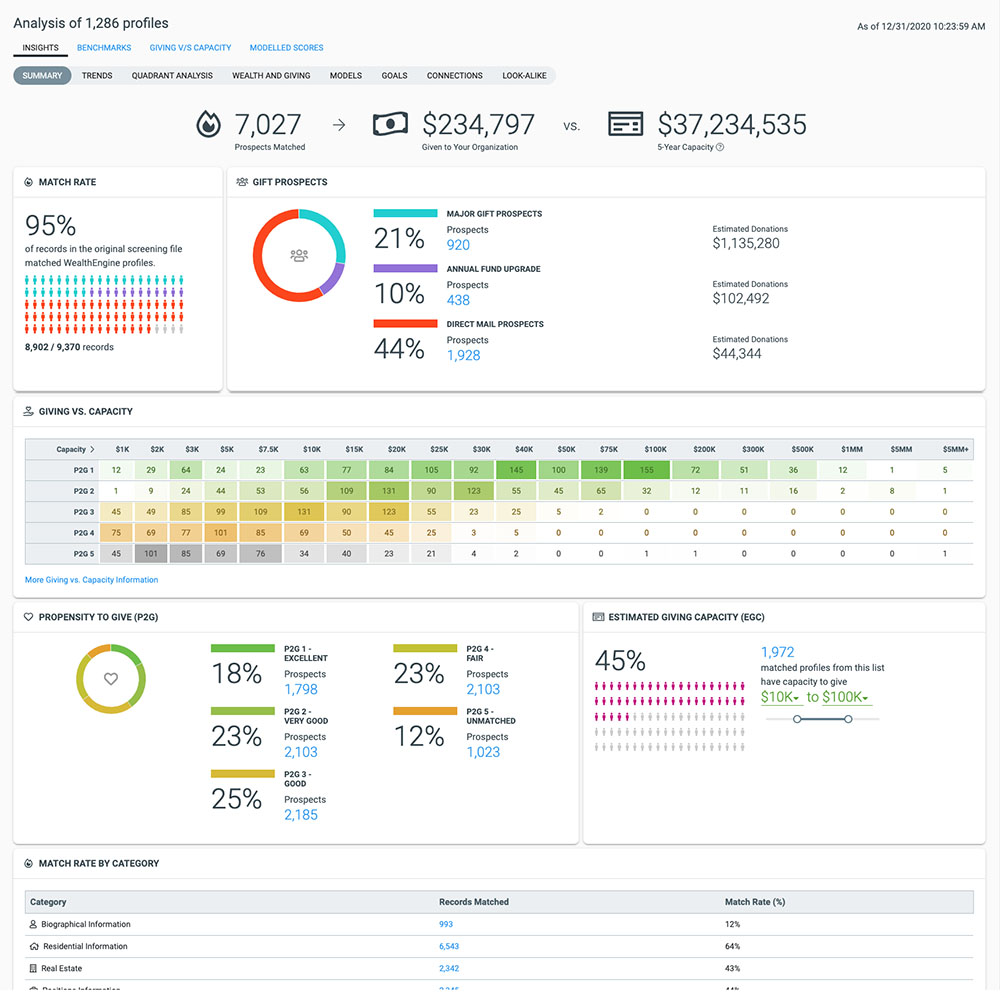 Analysis of 1,286 profiles
As of 12/31/2020 10:23:59 AM
INSIGHTS BENCHMARKS GIVING V/S CAPACITY MODELLED SCORES
SUMMARY TRENDS QUADRANT ANALYSIS WEALTH AND GIVING MODELS GOALS CONNECTIONS LOOK-ALIKE
7,027 → $234,797 VS. $37,234,535
Prospects Matched Given to Your Organization 5-Year Capacity ?
MATCH RATE
95%
of records in the original screening file
matched WealthEngine profiles.
8,902 / 9,370 records
GIFT PROSPECTS
MAJOR GIFT PROSPECTS
21% Prospects
920
Estimated Donations
$1,135,280
ANNUAL FUND UPGRADE
10% Prospects
438
Estimated Donations
$102,492
DIRECT MAIL PROSPECTS
44% Prospects
1,928
Estimated Donations
$44,344
GIVING VS. CAPACITY
Capacity > $1K $2K $3K $5K $7.5K $10K $15K $20K $25K $30K $40K $50K $75K $100K $200K $300K $500K $1MM $5MM $5MM+
P2G 1 12 29 64 24 23 63 77 84 105 92 145 100 139 155 72 51 36 12 1 5
P2G 2 1 9 24 44 53 56 109 131 90 123 55 45 65 32 12 11 16 2 8 1
P2G 3 45 49 85 99 109 131 90 123 55 23 25 5 2 0 0 0 0 0 0 0
P2G 4 75 69 77 101 85 69 50 45 25 3 5 0 0 0 0 0 0 0 0 0
P2G 5 45 101 85 69 76 34 40 23 21 4 2 0 0 1 1 0 0 0 0 1
More Giving vs. Capacity Information
PROPENSITY TO GIVE (P2G)
P2G 1 -
EXCELLENT
18% Prospects
1,798
P2G 2 -
VERY GOOD
23% Prospects
2,103
P2G 3 -
GOOD
25% Prospects
2,185
P2G 4 -
FAIR
23% Prospects
2,103
P2G 5 -
UNMATCHED
12% Prospects
1,023
ESTIMATED GIVING CAPACITY (EGC)
45%
1,972
matched profiles from this list
have capacity to give
$10K to $100K
MATCH RATE BY CATEGORY
Category Records Matched Match Rate (%)
Biographical Information 993 12%
Residential Information 6,543 64%
Real Estate 2,342 43%